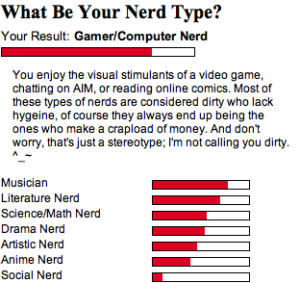 What Be Your Nerd Type?
Your Result: Gamer/Computer Nerd
You enjoy the visual stimulants of a video game,
chatting on AIM, or reading online comics. Most of
these types of nerds are considered dirty who lack
hygeine, of course they always end up being the
ones who make a crapload of money. And don't
worry, that's just a stereotype; I'm not calling you dirty.
^_~
Musician
Literature Nerd
Science/Math Nerd
Drama Nerd
Artistic Nerd
Anime Nerd
Social Nerd